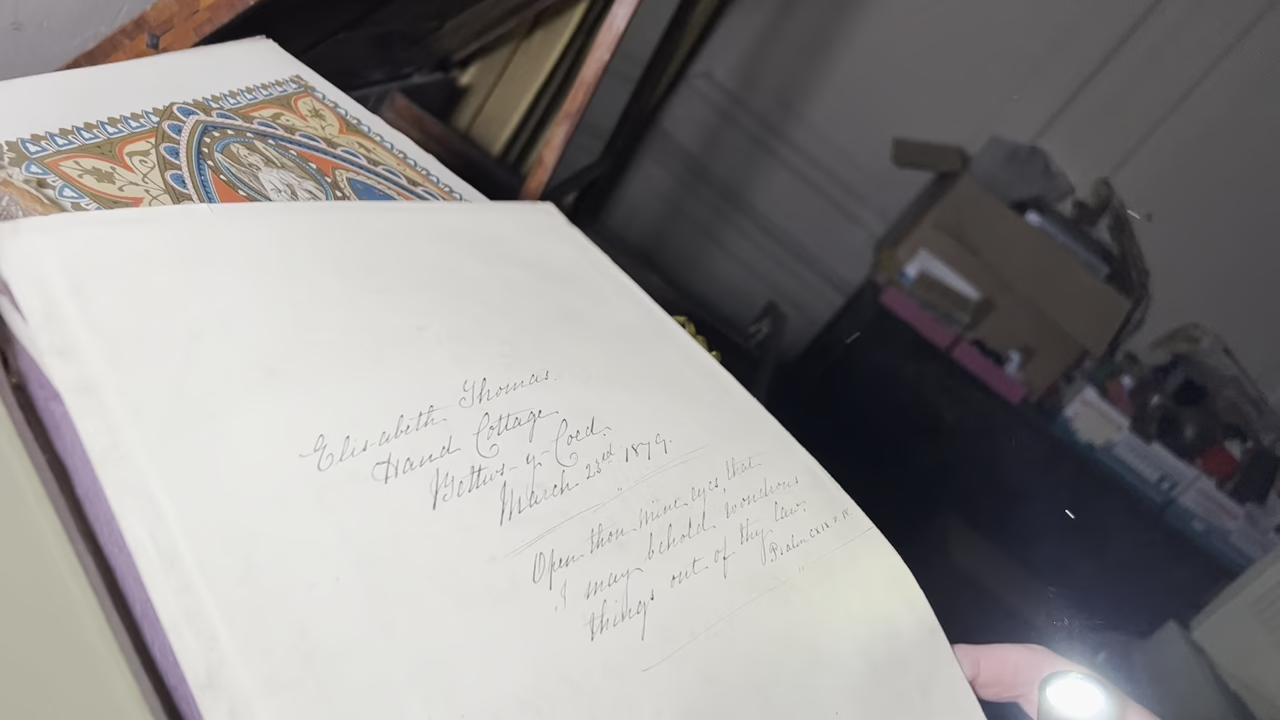 Elisabeth Thomas.
Hand Cottage
Bettws-y-Coed.
March 23rd 1879.
Open thou mine eyes, that
I may behold wondrous
things out of thy law.
Psalm CXIX. v.